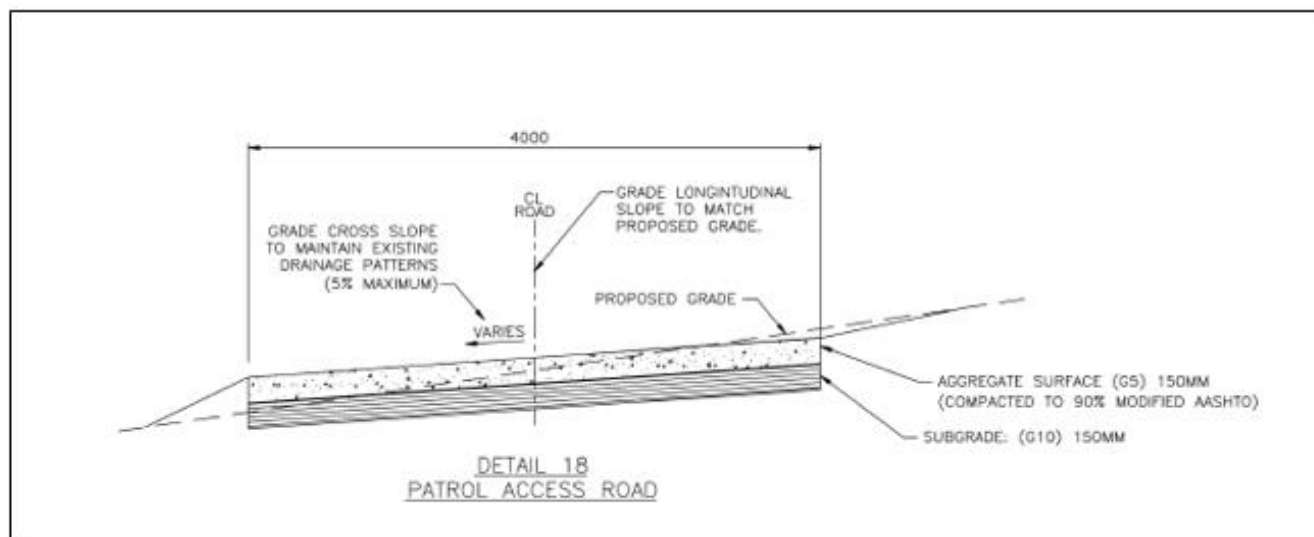 4000
CL
ROAD
GRADE LONGINTUDINAL
SLOPE TO MATCH
PROPOSED GRADE.
GRADE CROSS SLOPE
TO MAINTAIN EXISTING
DRAINAGE PATTERNS
(5% MAXIMUM)
PROPOSED GRADE
VARIES
AGGREGATE SURFACE (G5) 150MM
(COMPACTED TO 90% MODIFIED AASHTO)
SUBGRADE: (G10) 150MM
DETAIL 18
PATROL ACCESS ROAD